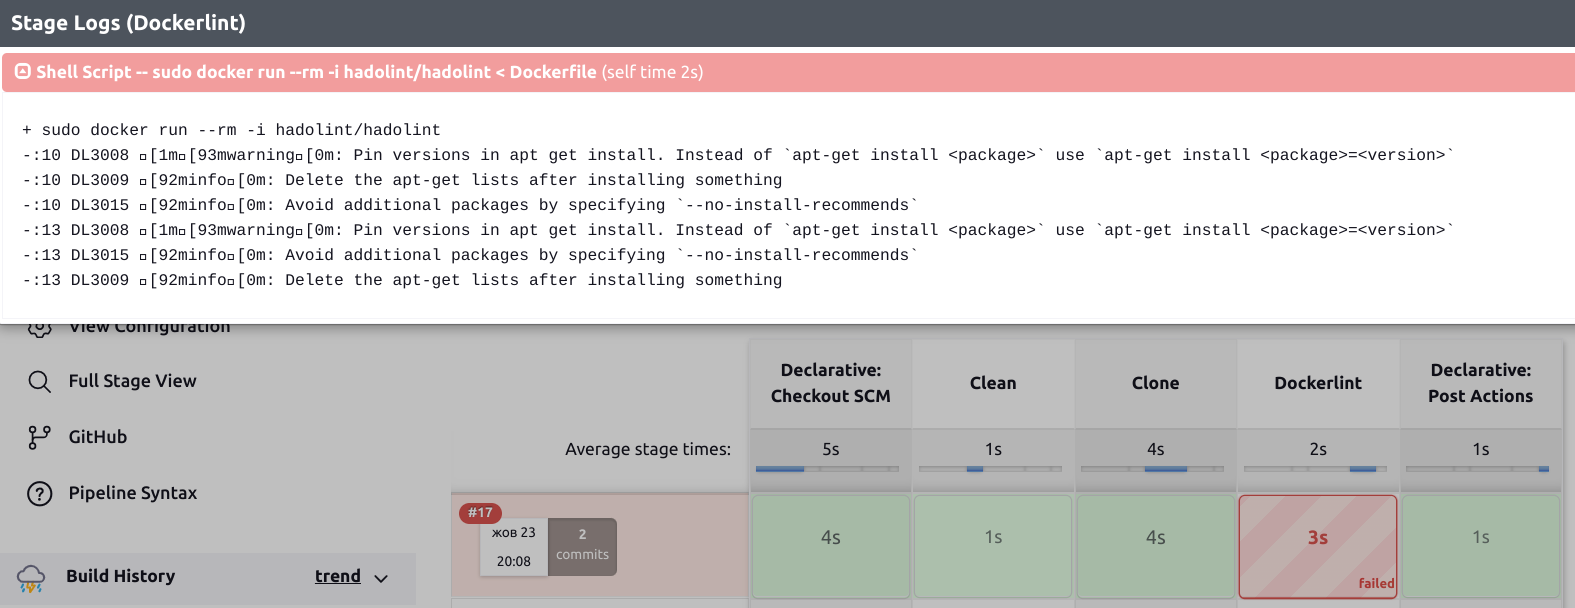 Stage Logs (Dockerlint)
Shell Script -- sudo docker run --rm -i hadolint/hadolint < Dockerfile (self time 2s)
+ sudo docker run --rm -i hadolint/hadolint
-:10 DL3008 □[1m□[93mwarning□[0m: Pin versions in apt get install. Instead of `apt-get install <package>` use `apt-get install <package>=<version>`
-:10 DL3009 □[92minfo□[0m: Delete the apt-get lists after installing something
-:10 DL3015 □[92minfo□[0m: Avoid additional packages by specifying `--no-install-recommends`
-:13 DL3008 □[1m□[93mwarning□[0m: Pin versions in apt get install. Instead of `apt-get install <package>` use `apt-get install <package>=<version>`
-:13 DL3015 □[92minfo□[0m: Avoid additional packages by specifying `--no-install-recommends`
-:13 DL3009 □[92minfo□[0m: Delete the apt-get lists after installing something
View Configuration
Full Stage View
GitHub
Pipeline Syntax
Build History
trend
Declarative:
Checkout SCM
Clean
Clone
Dockerlint
Declarative:
Post Actions
Average stage times:
5s
1s
4s
2s
1s
#17
жов 23
20:08
2
commits
4s
1s
4s
3s
failed
1s